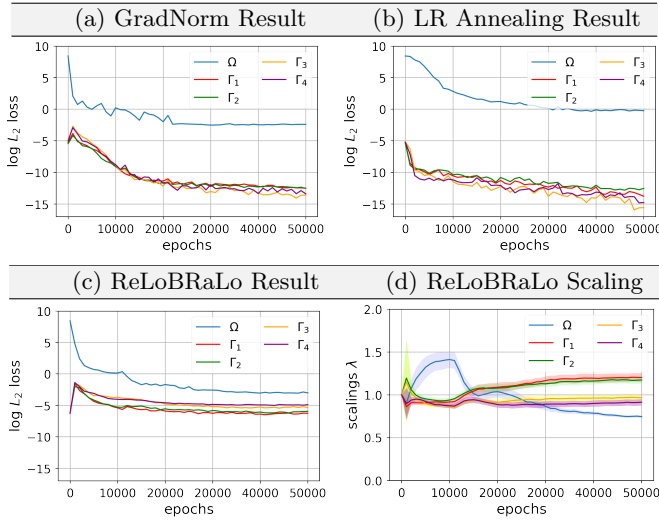 (a) GradNorm Result
(b) LR Annealing Result
10
5
0
−5
−10
−15
log L₂ loss
Ω
Γ₁
Γ₂
Γ₃
Γ₄
0 10000 20000 30000 40000 50000
epochs
10
5
0
−5
−10
−15
log L₂ loss
Ω
Γ₁
Γ₂
Γ₃
Γ₄
0 10000 20000 30000 40000 50000
epochs
(c) ReLoBRaLo Result
(d) ReLoBRaLo Scaling
10
5
0
−5
−10
−15
log L₂ loss
Ω
Γ₁
Γ₂
Γ₃
Γ₄
0 10000 20000 30000 40000 50000
epochs
2.0
1.5
1.0
0.5
0.0
scalings λ
Ω
Γ₁
Γ₂
Γ₃
Γ₄
0 10000 20000 30000 40000 50000
epochs